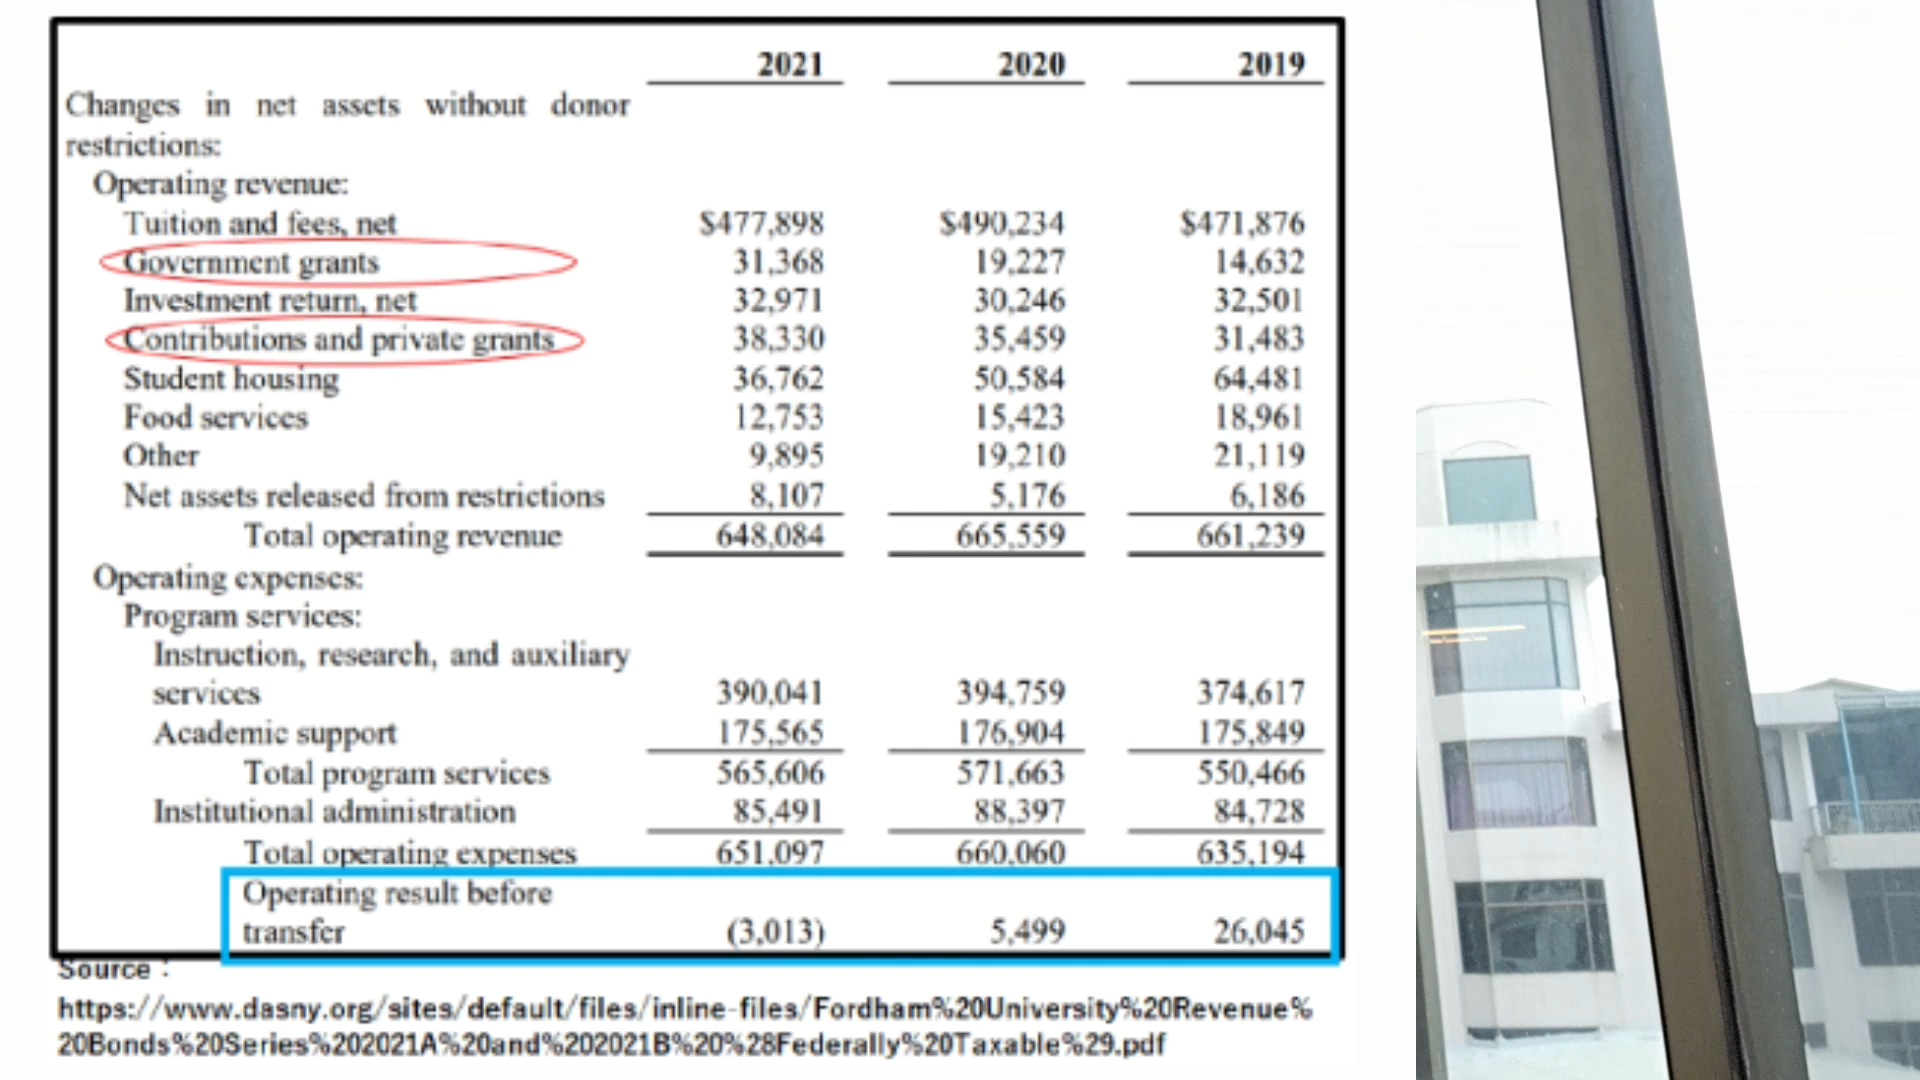 2021 2020 2019
Changes in net assets without donor
restrictions:
Operating revenue:
Tuition and fees, net $477,898 $490,234 $471,876
Government grants 31,368 19,227 14,632
Investment return, net 32,971 30,246 32,501
Contributions and private grants 38,330 35,459 31,483
Student housing 36,762 50,584 64,481
Food services 12,753 15,423 18,961
Other 9,895 19,210 21,119
Net assets released from restrictions 8,107 5,176 6,186
Total operating revenue 648,084 665,559 661,239
Operating expenses:
Program services:
Instruction, research, and auxiliary
services 390,041 394,759 374,617
Academic support 175,565 176,904 175,849
Total program services 565,606 571,663 550,466
Institutional administration 85,491 88,397 84,728
Total operating expenses 651,097 660,060 635,194
Operating result before
transfer (3,013) 5,499 26,045
Source :
https://www.dasny.org/sites/default/files/inline-files/Fordham%20University%20Revenue%
20Bonds%20Series%202021A%20and%202021B%20%28Federally%20Taxable%29.pdf